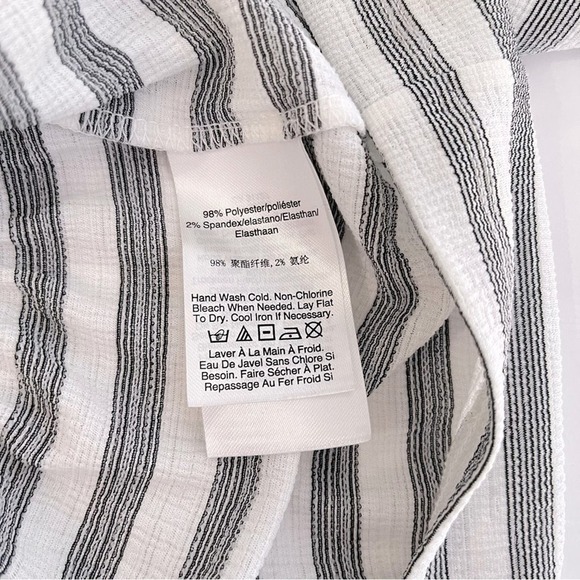 98% Polyester/poliéster
2% Spandex/elastano/Elasthan/
Elasthaan
98% 聚酯纤维,2% 氨纶
Hand Wash Cold. Non-Chlorine
Bleach When Needed. Lay Flat
To Dry. Cool Iron If Necessary.
Laver À La Main À Froid.
Eau De Javel Sans Chlore Si
Besoin. Faire Sécher À Plat.
Repassage Au Fer Froid Si